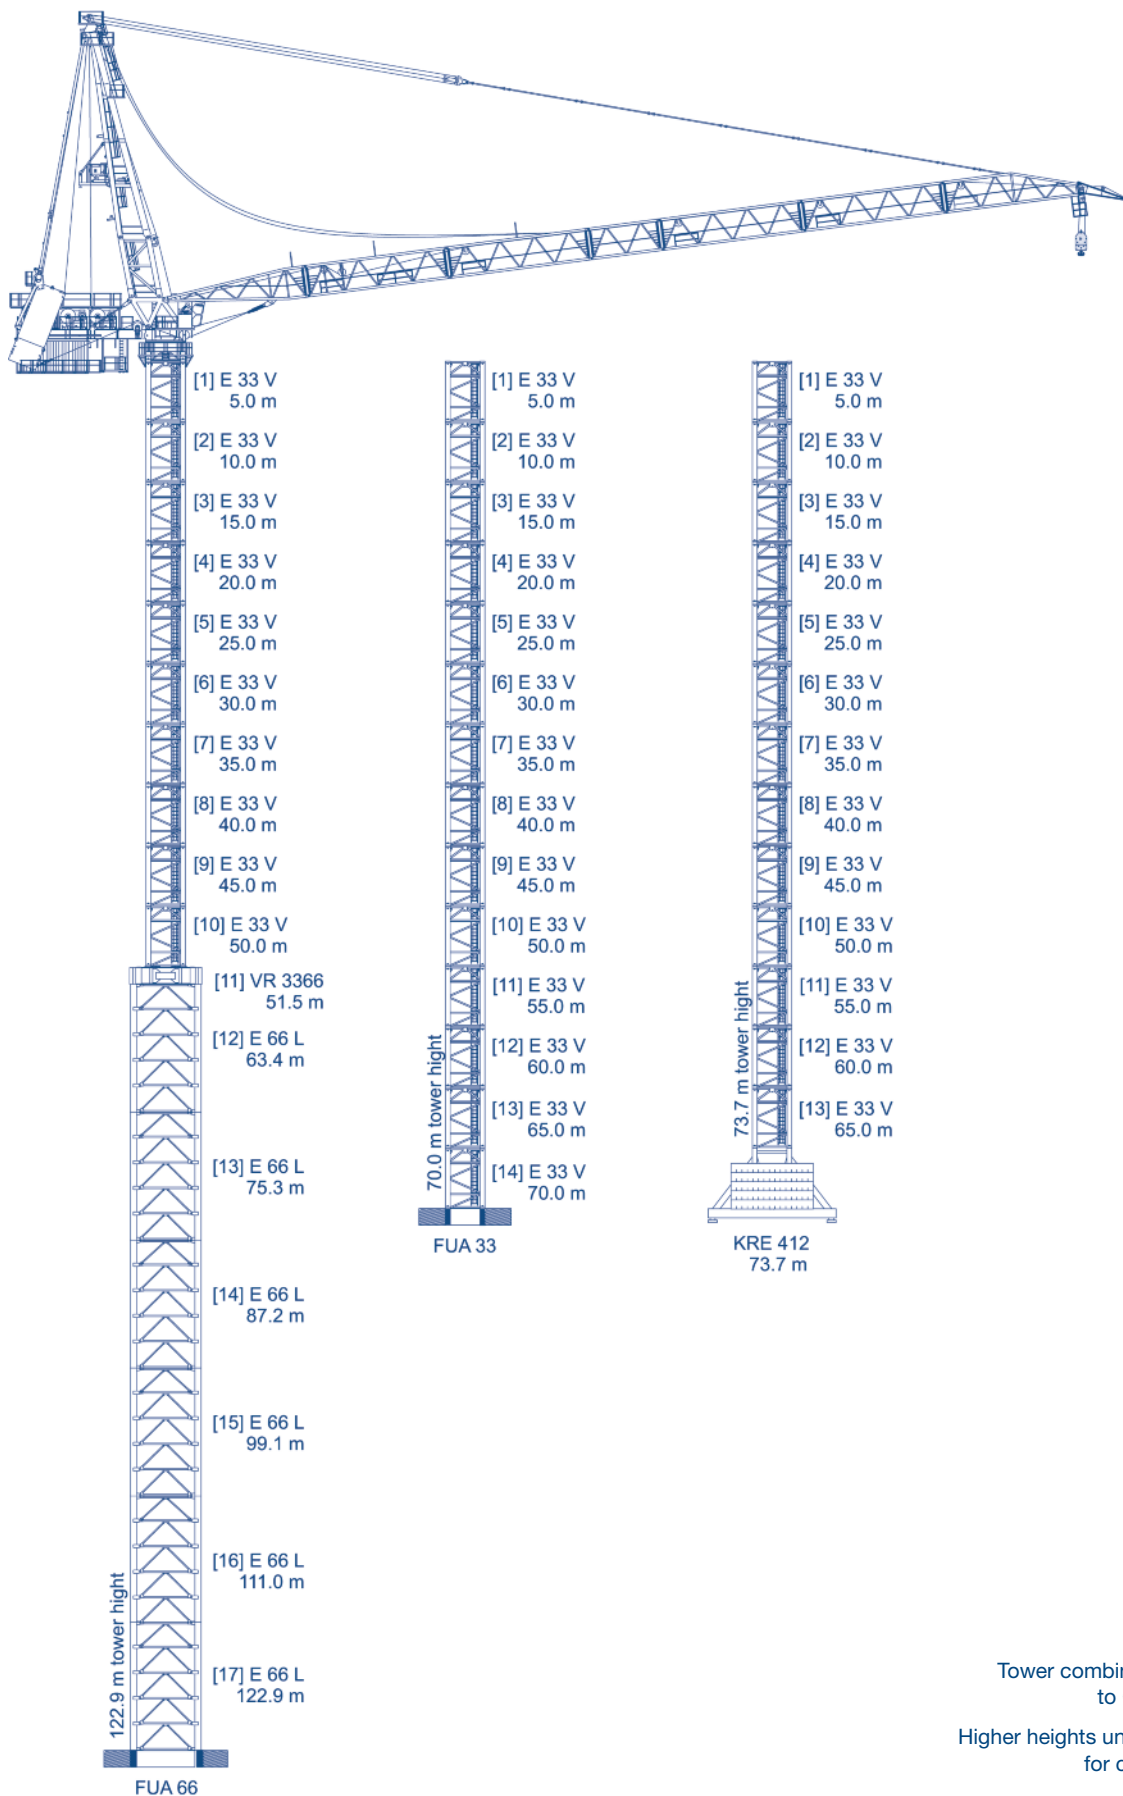 [1] E 33 V
5.0 m
[2] E 33 V
10.0 m
[3] E 33 V
15.0 m
[4] E 33 V
20.0 m
[5] E 33 V
25.0 m
[6] E 33 V
30.0 m
[7] E 33 V
35.0 m
[8] E 33 V
40.0 m
[9] E 33 V
45.0 m
[10] E 33 V
50.0 m
[11] VR 3366
51.5 m
[12] E 66 L
63.4 m
[13] E 66 L
75.3 m
[14] E 66 L
87.2 m
[15] E 66 L
99.1 m
[16] E 66 L
111.0 m
[17] E 66 L
122.9 m
122.9 m tower hight
FUA 66
[1] E 33 V
5.0 m
[2] E 33 V
10.0 m
[3] E 33 V
15.0 m
[4] E 33 V
20.0 m
[5] E 33 V
25.0 m
[6] E 33 V
30.0 m
[7] E 33 V
35.0 m
[8] E 33 V
40.0 m
[9] E 33 V
45.0 m
[10] E 33 V
50.0 m
[11] E 33 V
55.0 m
[12] E 33 V
60.0 m
[13] E 33 V
65.0 m
[14] E 33 V
70.0 m
70.0 m tower hight
FUA 33
[1] E 33 V
5.0 m
[2] E 33 V
10.0 m
[3] E 33 V
15.0 m
[4] E 33 V
20.0 m
[5] E 33 V
25.0 m
[6] E 33 V
30.0 m
[7] E 33 V
35.0 m
[8] E 33 V
40.0 m
[9] E 33 V
45.0 m
[10] E 33 V
50.0 m
[11] E 33 V
55.0 m
[12] E 33 V
60.0 m
[13] E 33 V
65.0 m
73.7 m tower hight
KRE 412
73.7 m
Tower
to
Higher heights
for